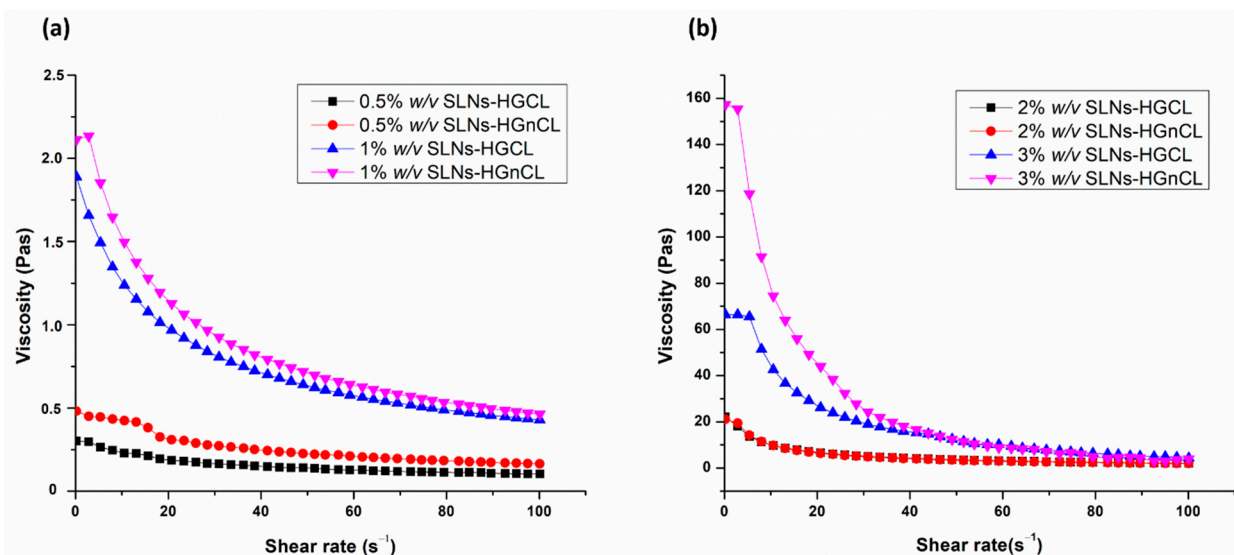 (a)
2.5
2.0
1.5
1.0
0.5
0
Viscosity (Pas)
0.5% w/v SLNs-HGCL
0.5% w/v SLNs-HGnCL
1% w/v SLNs-HGCL
1% w/v SLNs-HGnCL
0 20 40 60 80 100
Shear rate (s⁻¹)
(b)
160
140
120
100
80
60
40
20
0
Viscosity (Pas)
2% w/v SLNs-HGCL
2% w/v SLNs-HGnCL
3% w/v SLNs-HGCL
3% w/v SLNs-HGnCL
0 20 40 60 80 100
Shear rate(s⁻¹)